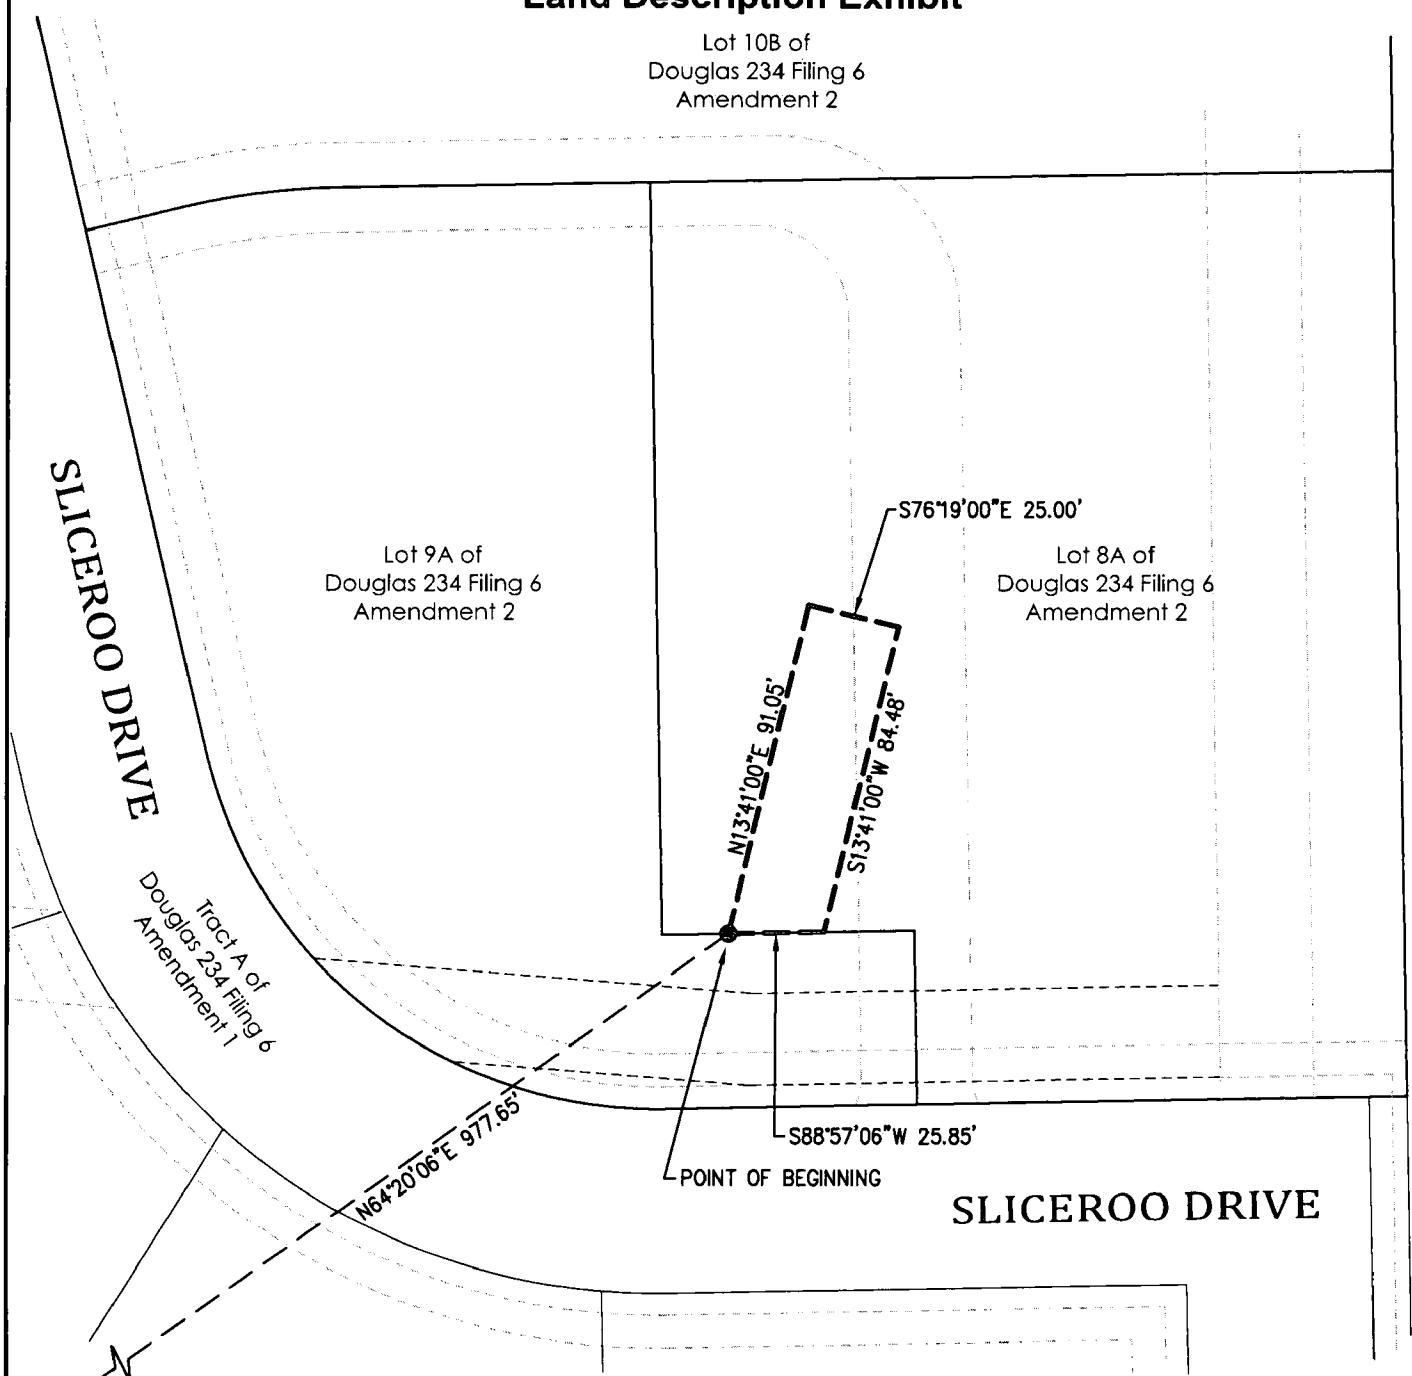 Land Description Exhibit
Lot 10B of
Douglas 234 Filing 6
Amendment 2
SLICEROO DRIVE
Lot 9A of
Douglas 234 Filing 6
Amendment 2
S76°19'00"E 25.00'
Lot 8A of
Douglas 234 Filing 6
Amendment 2
N13°41'00"E 91.05'
S13°41'00"W 84.48'
Tract A of
Douglas 234 Filing 6
Amendment 1
N64°20'06"E 977.65'
S88°57'06"W 25.85'
POINT OF BEGINNING
SLICEROO DRIVE